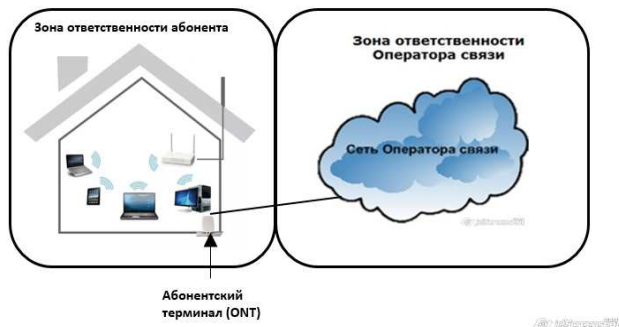 Зона ответственности абонента
Зона ответственности
Оператора связи
Сеть Оператора связи
Абонентский
терминал (ONT)